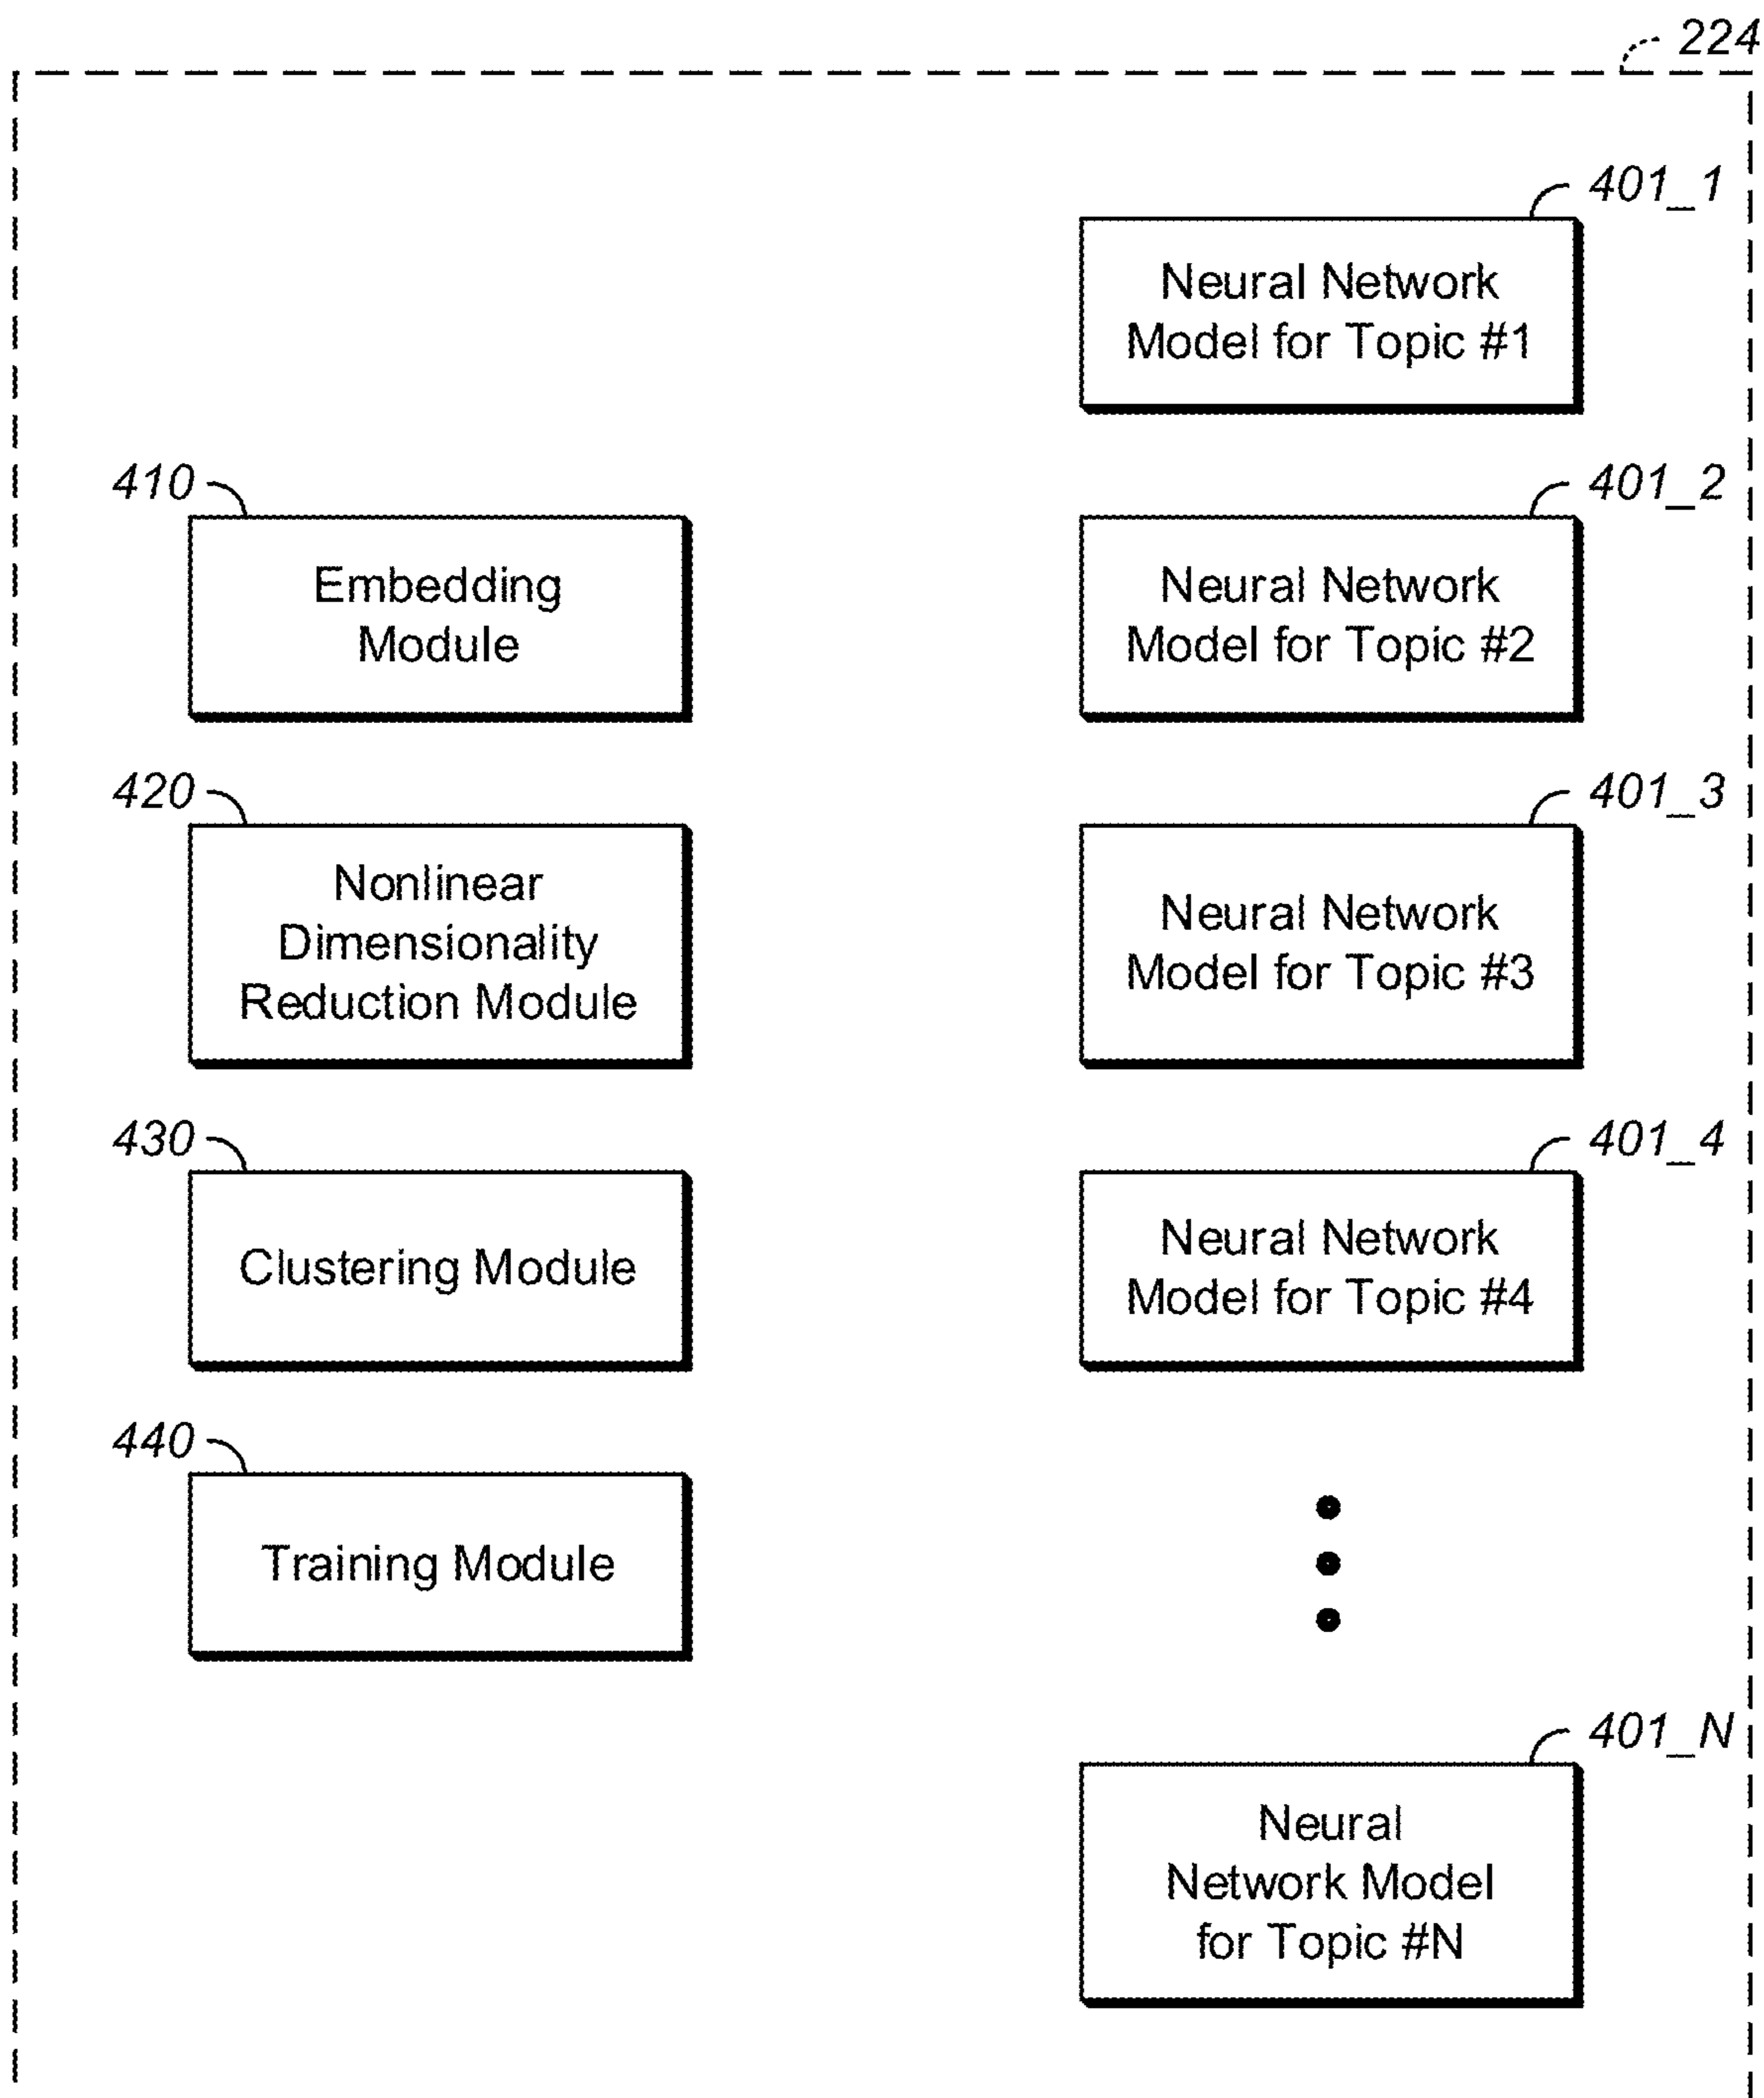 224
401_1
Neural Network
Model for Topic #1
410
Embedding
Module
401_2
Neural Network
Model for Topic #2
420
Nonlinear
Dimensionality
Reduction Module
401_3
Neural Network
Model for Topic #3
430
Clustering Module
401_4
Neural Network
Model for Topic #4
440
Training Module
401_N
Neural
Network Model
for Topic #N